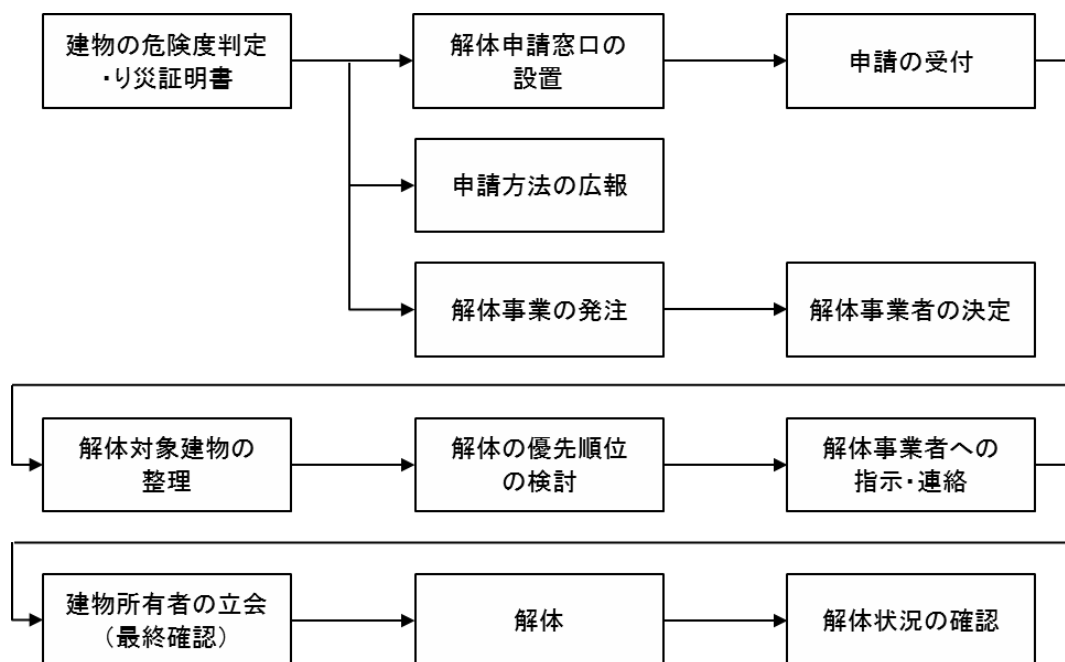 建物の危険度判定
・り災証明書
解体申請窓口の
設置
申請の受付
申請方法の広報
解体事業の発注
解体事業者の決定
解体対象建物の
整理
解体の優先順位
の検討
解体事業者への
指示・連絡
建物所有者の立会
（最終確認）
解体
解体状況の確認